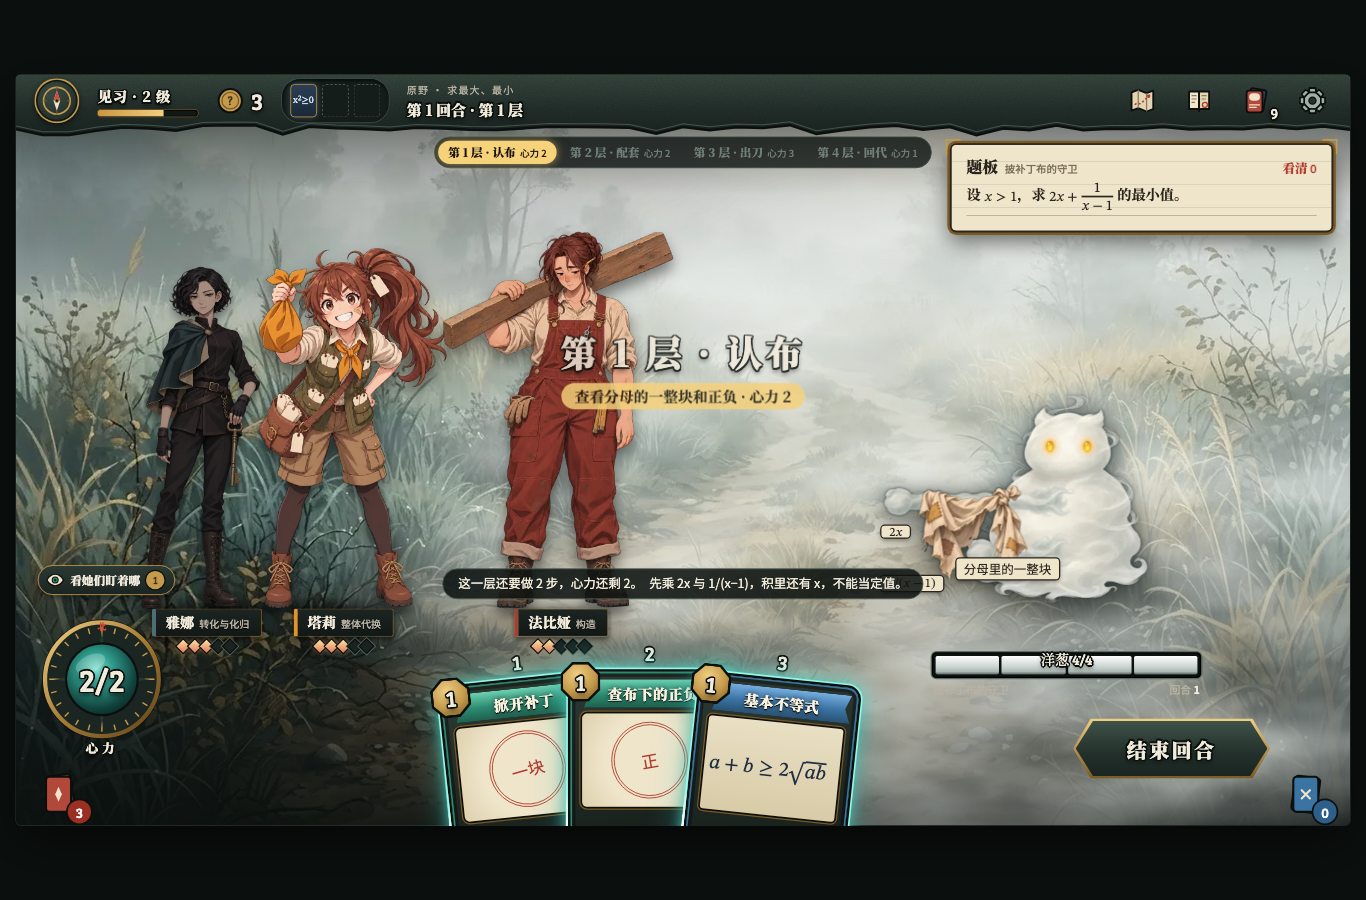 见习·2 级
? 3
x²≥0
原野 · 求最大、最小
第1回合·第1层
9
第1层·认布 心力2
第2层·配套 心力2
第3层·出刀 心力3
第4层·回代 心力1
题板 披补丁布的守卫 看清 0
设 x > 1，求 2x + 1/(x − 1) 的最小值。
第 1 层 · 认布
查看分母的一整块和正负 · 心力 2
2x
分母里的一整块
看她们盯着哪 1
这一层还要做 2 步，心力还剩 2。 先乘 2x 与 1/(x−1)，积里还有 x，不能当定值。
雅娜 转化与化归
塔莉 整体代换
法比娅 构造
洋葱 4/4
回合 1
2/2
心力
1
2
3
1 掀开补丁
1 查布下的正负
1 基本不等式
一块
正
a + b ≥ 2√ab
结束回合
3
0